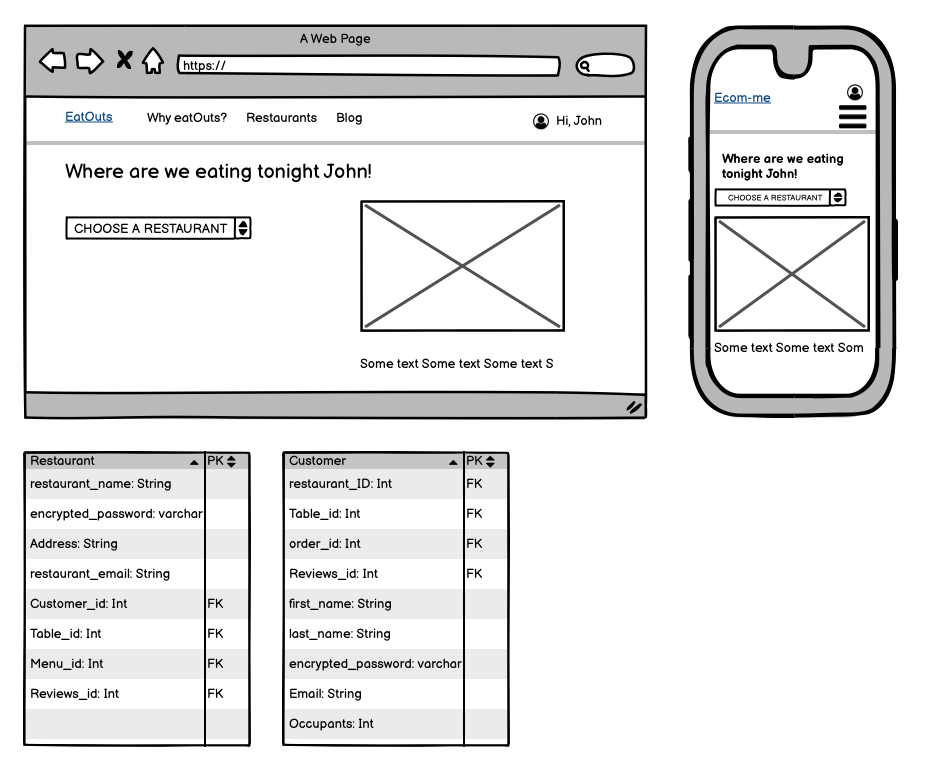 A Web Page
https://
EatOuts Why eatOuts? Restaurants Blog Hi, John
Where are we eating tonight John!
CHOOSE A RESTAURANT
Some text Some text Some text S
Ecom-me
Where are we eating
tonight John!
CHOOSE A RESTAURANT
Some text Some text Som
Restaurant PK
restaurant_name: String
encrypted_password: varchar
Address: String
restaurant_email: String
Customer_id: Int FK
Table_id: Int FK
Menu_id: Int FK
Reviews_id: Int FK
Customer PK
restaurant_ID: Int FK
Table_id: Int FK
order_id: Int FK
Reviews_id: Int FK
first_name: String
last_name: String
encrypted_password: varchar
Email: String
Occupants: Int